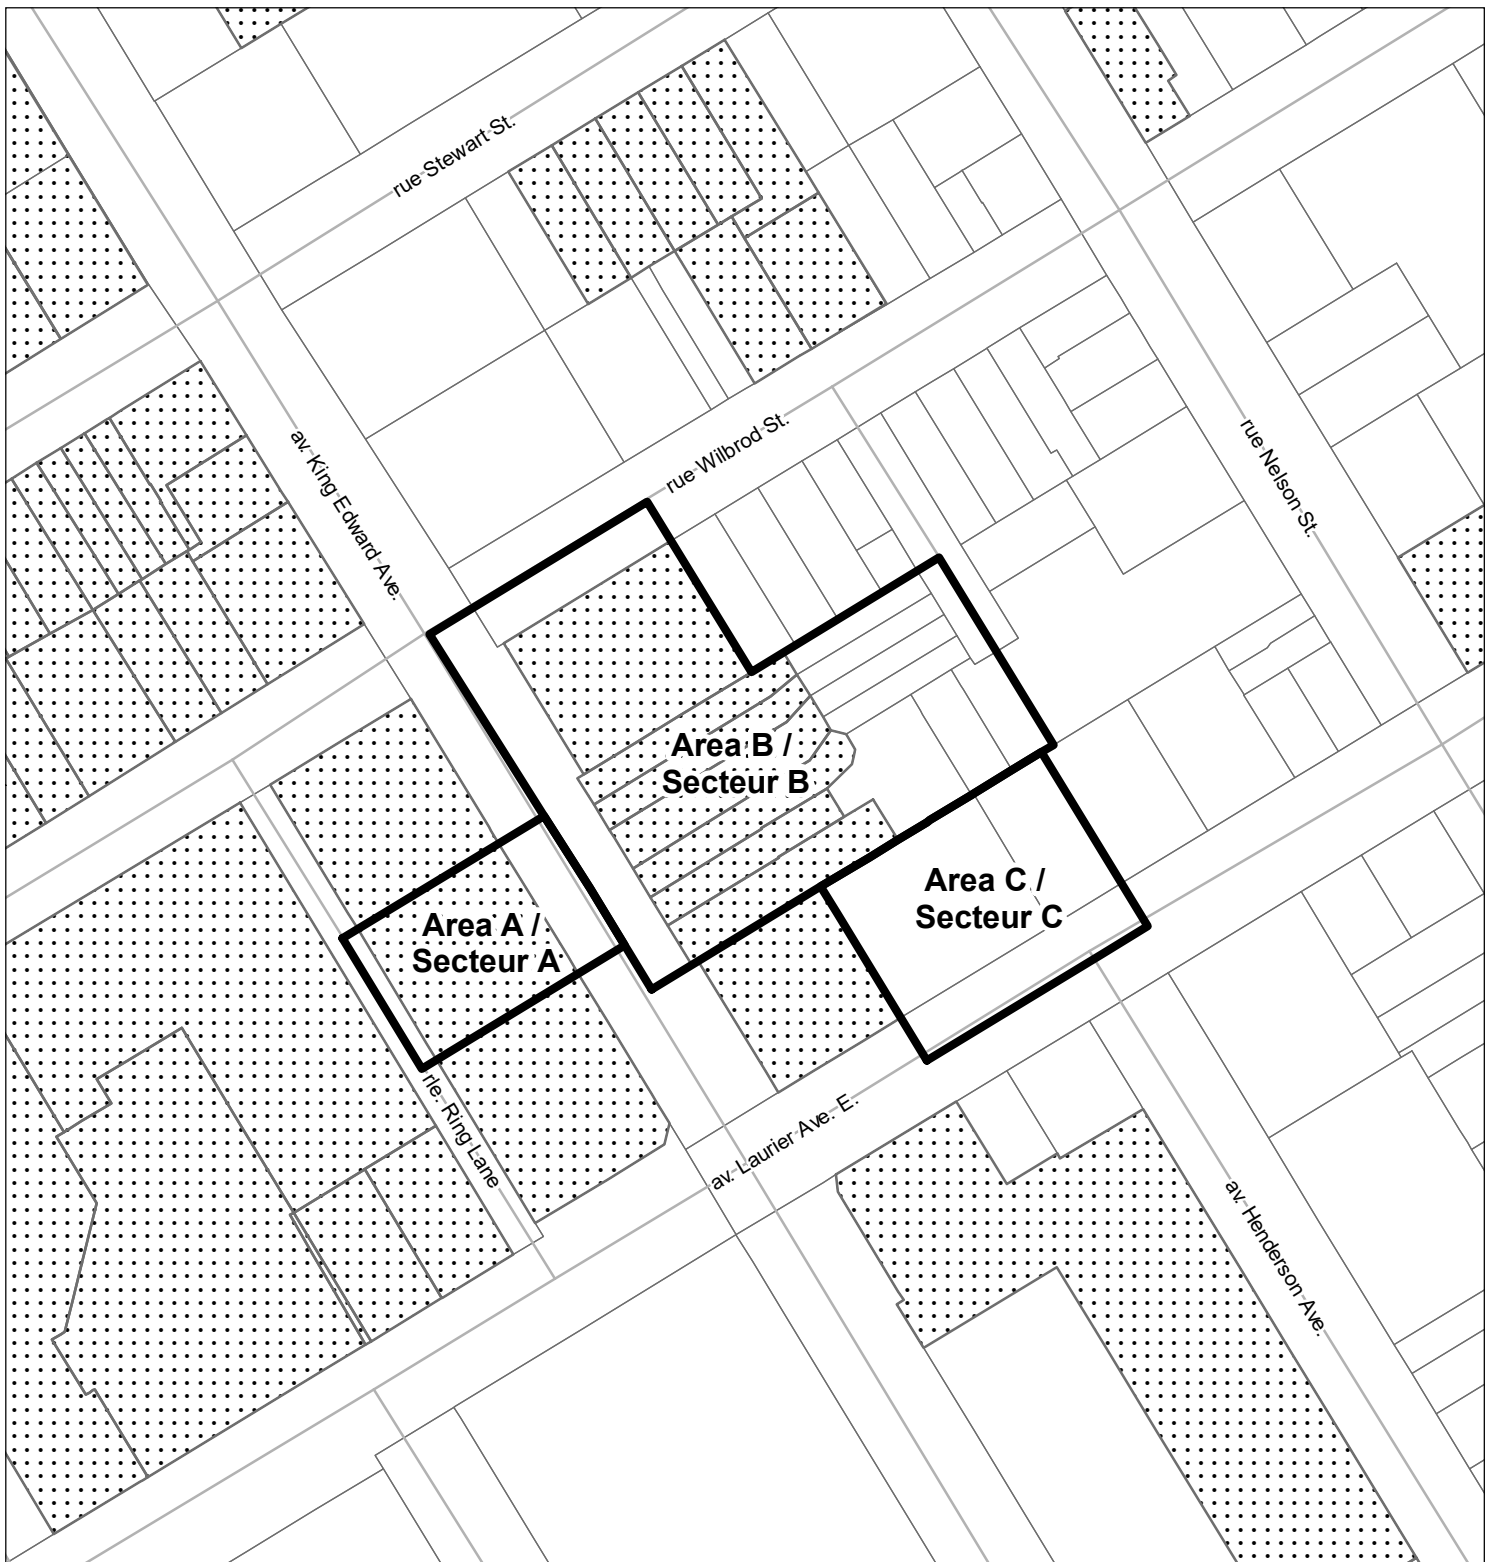 rue Stewart St.
av. King Edward Ave.
rue Wilbrod St.
rue Nelson St.
Area B /
Secteur B
Area C /
Secteur C
Area A /
Secteur A
rle. Ring Lane
av. Laurier Ave. E.
av. Henderson Ave.